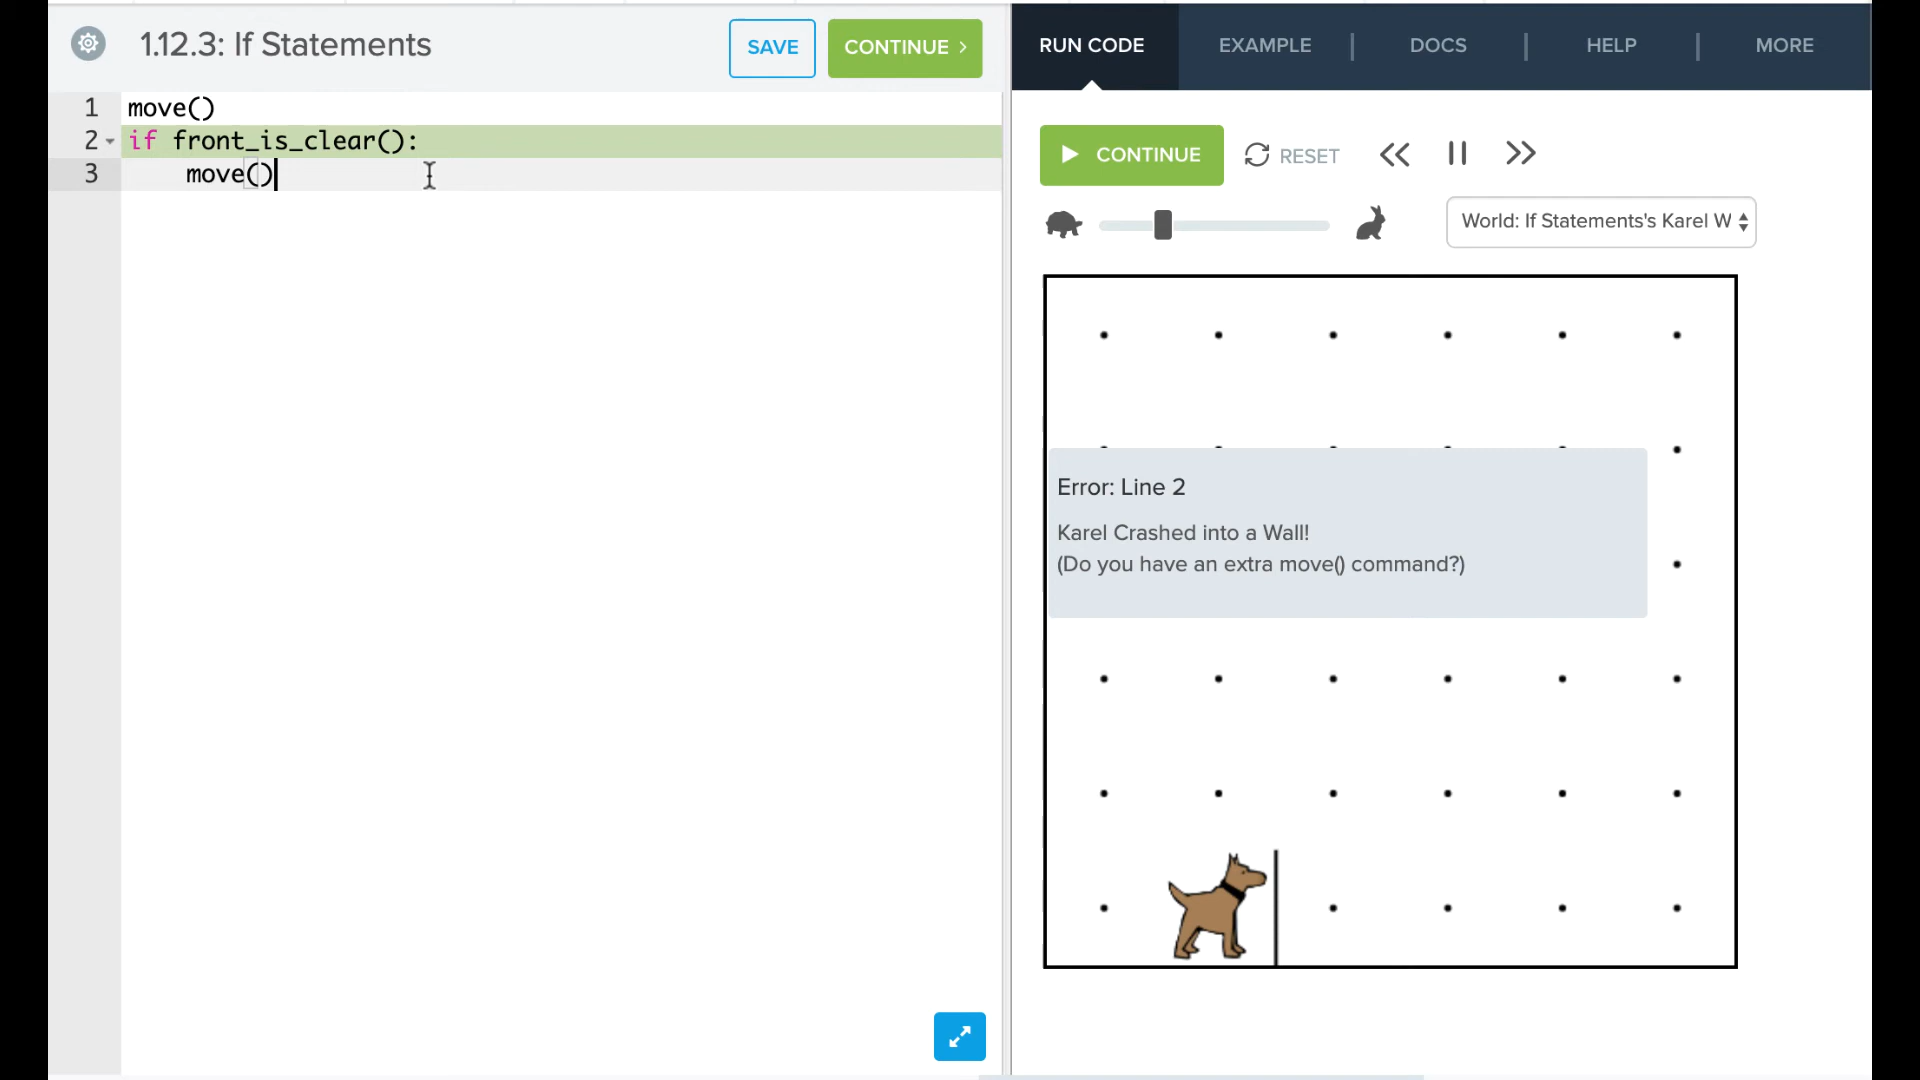 1.12.3: If Statements
SAVE
CONTINUE >
RUN CODE
EXAMPLE
DOCS
HELP
MORE
1 move()
2 if front_is_clear():
3 move()
CONTINUE
RESET
World: If Statements's Karel W
Error: Line 2
Karel Crashed into a Wall!
(Do you have an extra move() command?)